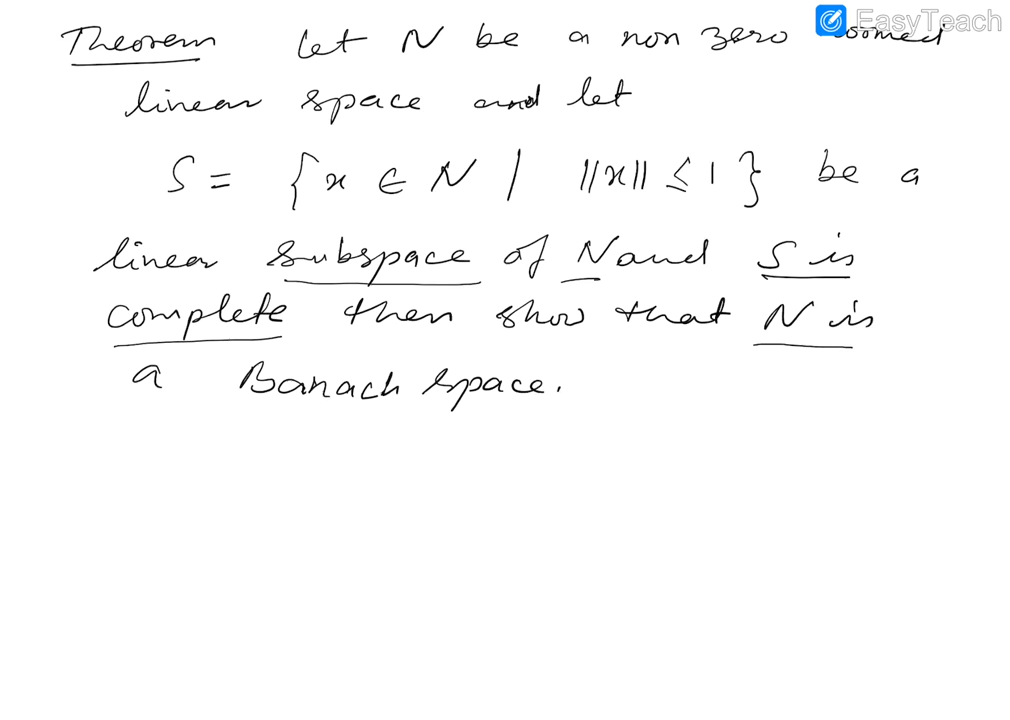 EasyTeach
Theorem Let N be a non zero normed
linear space and let
S = {x ∈ N | ||x|| ≤ 1} be a
linear subspace of N and S is
complete then show that N is
a Banach space.